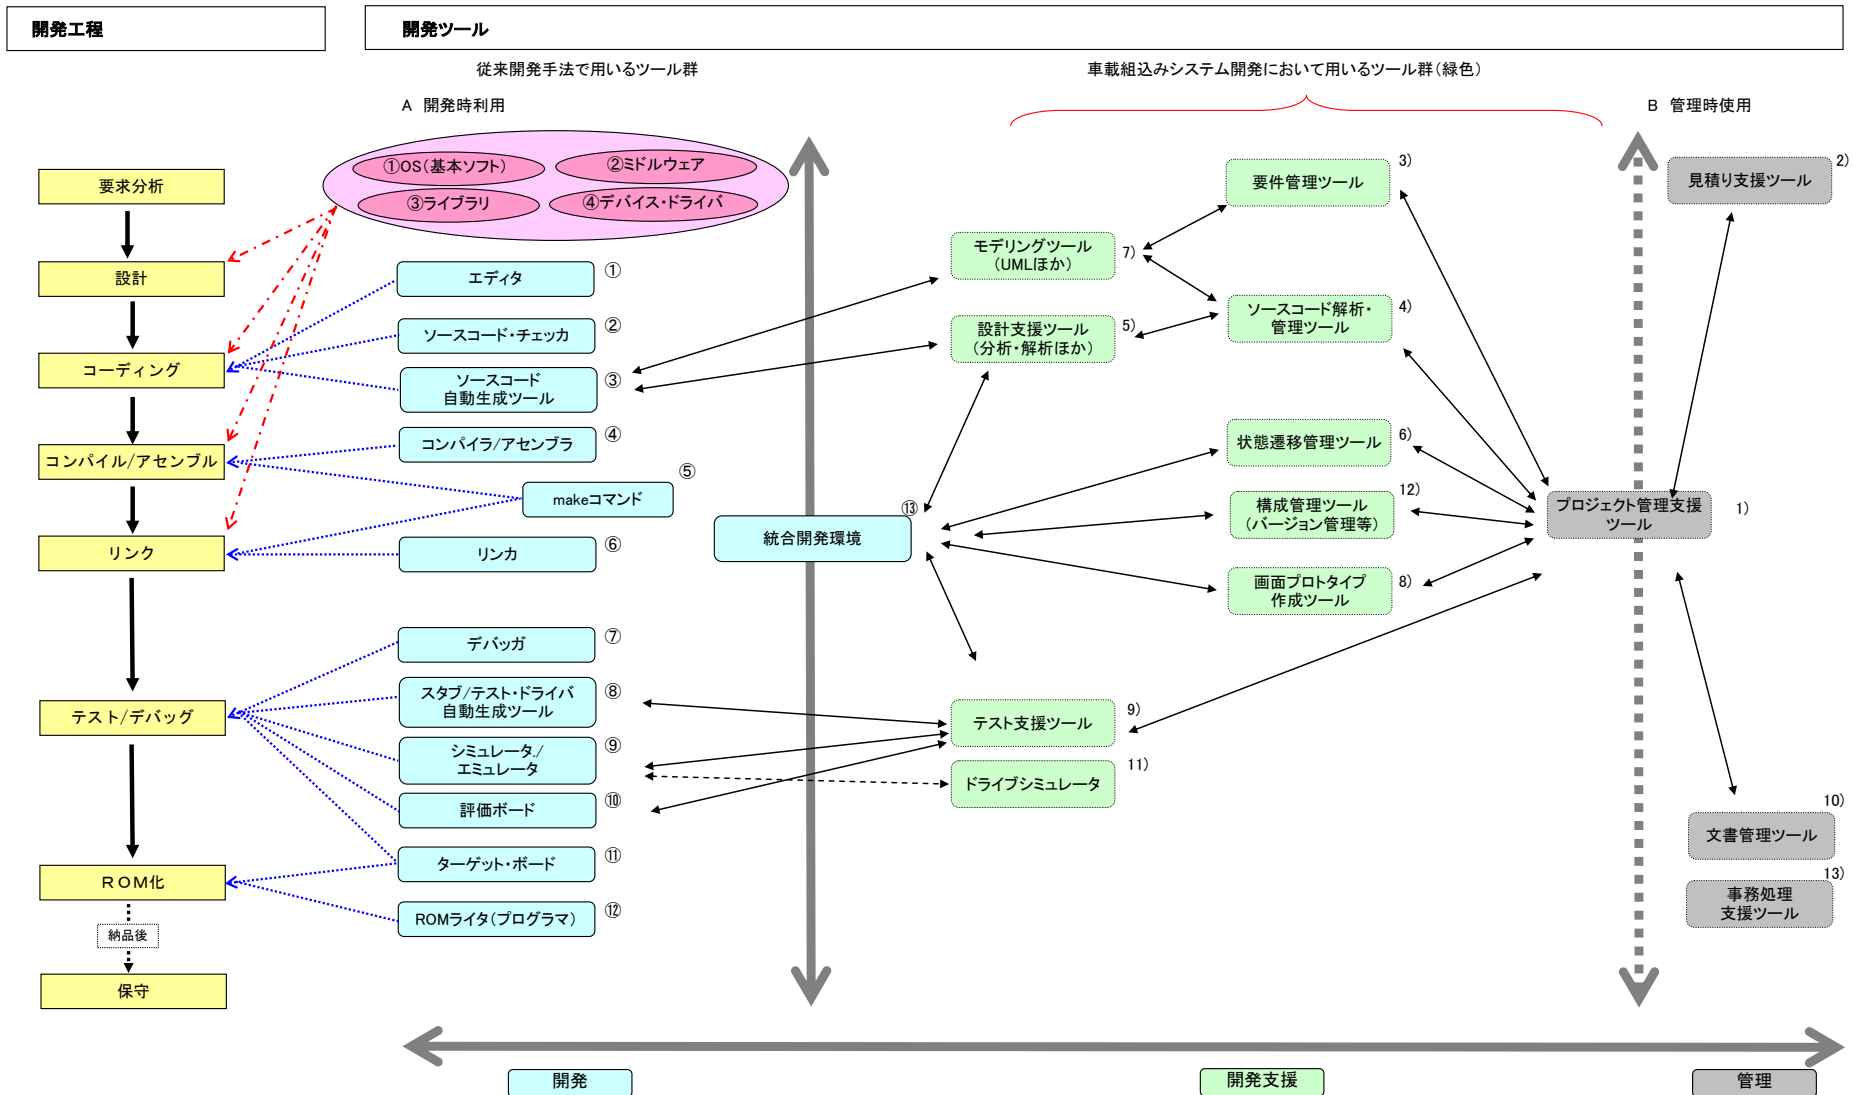 開発工程
開発ツール
従来開発手法で用いるツール群
車載組込みシステム開発において用いるツール群(緑色)
A 開発時利用
B 管理時使用
①OS(基本ソフト)
②ミドルウェア
③ライブラリ
④デバイス・ドライバ
要求分析
設計
コーディング
コンパイル/アセンブル
リンク
テスト/デバッグ
ROM化
納品後
保守
エディタ
①
ソースコード・チェッカ
②
ソースコード
自動生成ツール
③
コンパイラ/アセンブラ
④
makeコマンド
⑤
リンカ
⑥
デバッガ
⑦
スタブ/テスト・ドライバ
自動生成ツール
⑧
シミュレータ./
エミュレータ
⑨
評価ボード
⑩
ターゲット・ボード
⑪
ROMライタ(プログラマ)
⑫
統合開発環境
⑬
モデリングツール
(UMLほか)
7)
設計支援ツール
(分析・解析ほか)
5)
テスト支援ツール
9)
ドライブシミュレータ
11)
要件管理ツール
3)
ソースコード解析・
管理ツール
4)
状態遷移管理ツール
6)
構成管理ツール
(バージョン管理等)
12)
画面プロトタイプ
作成ツール
8)
プロジェクト管理支援
ツール
1)
見積り支援ツール
2)
文書管理ツール
10)
事務処理
支援ツール
13)
開発
開発支援
管理